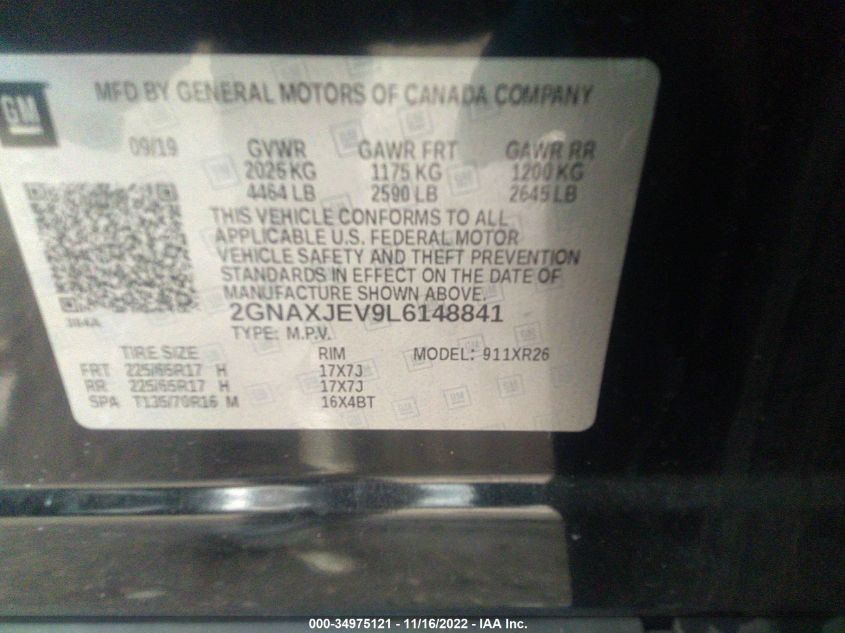 MFD BY GENERAL MOTORS OF CANADA COMPANY
GM
09/19 GVWR GAWR FRT GAWR RR
2025 KG 1175 KG 1200 KG
4464 LB 2590 LB 2645 LB
THIS VEHICLE CONFORMS TO ALL
APPLICABLE U.S. FEDERAL MOTOR
VEHICLE SAFETY AND THEFT PREVENTION
STANDARDS IN EFFECT ON THE DATE OF
MANUFACTURE SHOWN ABOVE.
2GNAXJEV9L6148841
TYPE: M.P.V.
TIRE SIZE RIM MODEL: 911XR26
FRT 225/65R17 H 17X7J
RR 225/65R17 H 17X7J
SPA T135/70R16 M 16X4BT
000-34975121 - 11/16/2022 - IAA Inc.